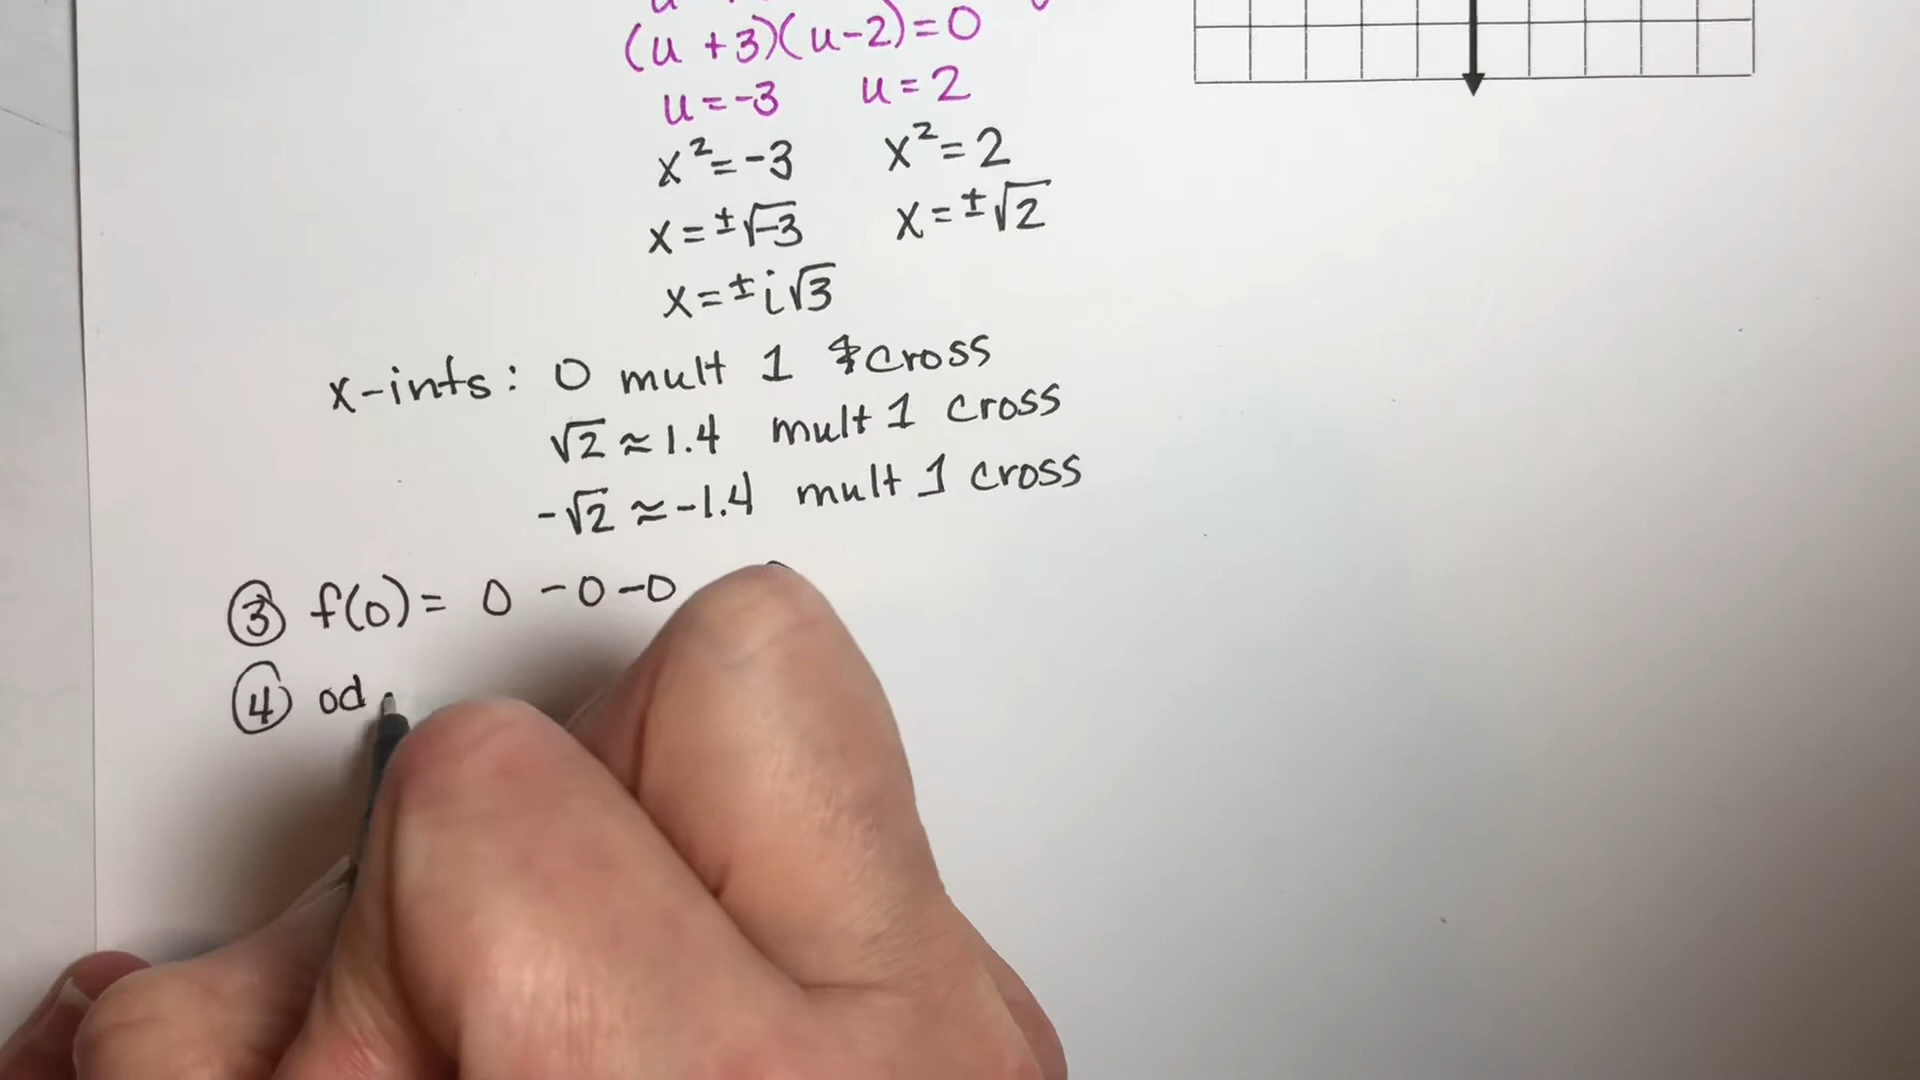 (u +3)(u-2)=0
u=-3 u=2
x²=-3 x²=2
x=±√-3 x=±√2
x=±i√3
x-ints: 0 mult 1 cross
√2≈1.4 mult 1 cross
-√2≈-1.4 mult 1 cross
③ f(0)= 0 -0-0
④ od